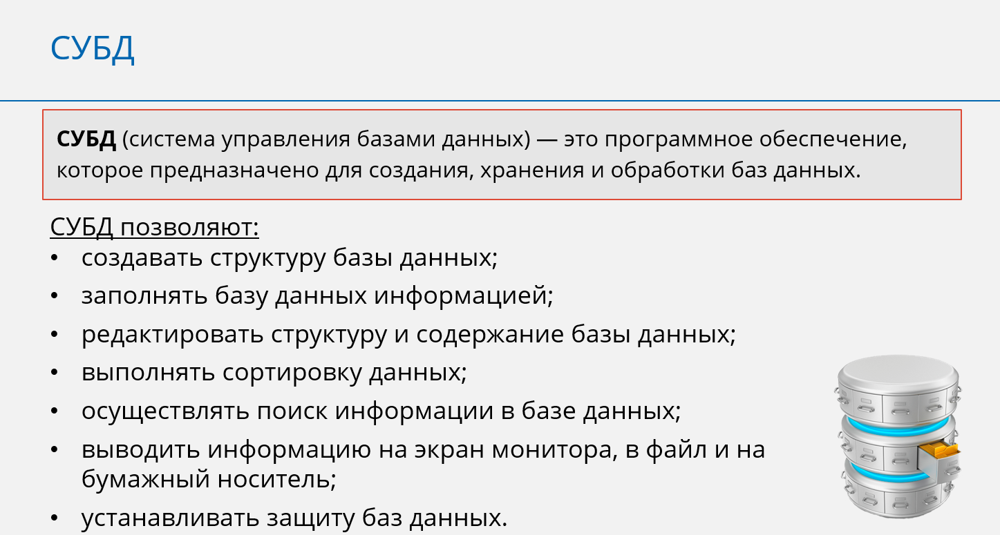 СУБД
СУБД (система управления базами данных) — это программное обеспечение,
которое предназначено для создания, хранения и обработки баз данных.
СУБД позволяют:
• создавать структуру базы данных;
• заполнять базу данных информацией;
• редактировать структуру и содержание базы данных;
• выполнять сортировку данных;
• осуществлять поиск информации в базе данных;
• выводить информацию на экран монитора, в файл и на
бумажный носитель;
• устанавливать защиту баз данных.